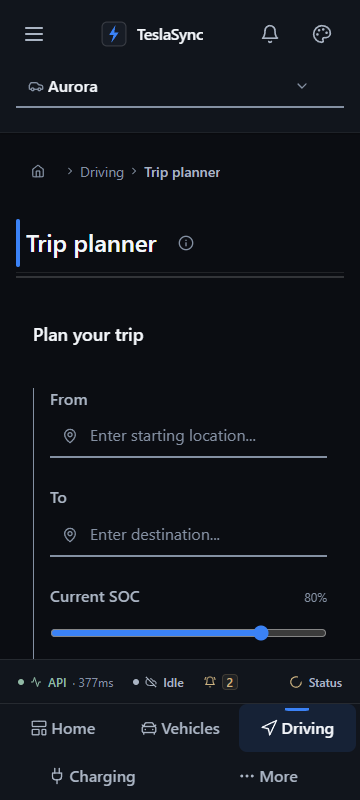 TeslaSync
Aurora
Driving Trip planner
Trip planner
Plan your trip
From
Enter starting location...
To
Enter destination...
Current SOC 80%
API · 377ms Idle 2 Status
Home Vehicles Driving
Charging More